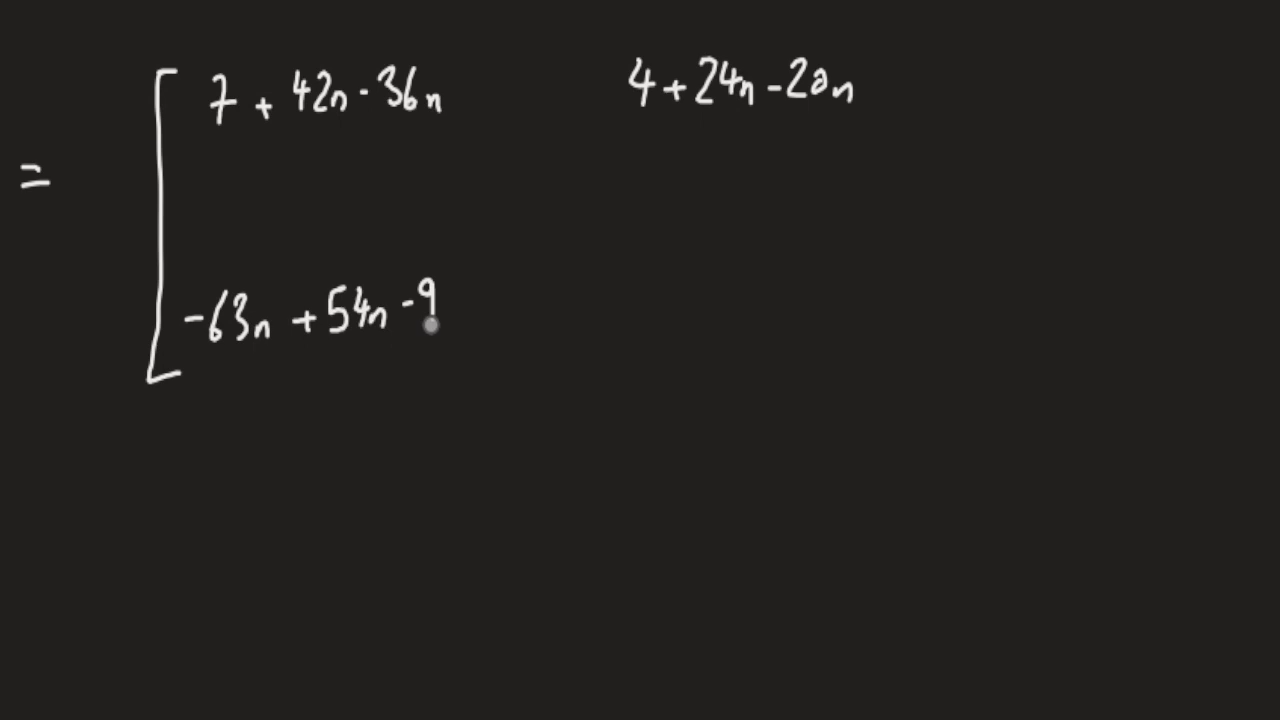 7 + 42n - 36n 4 + 24n - 20n
=
-63n + 54n - 9